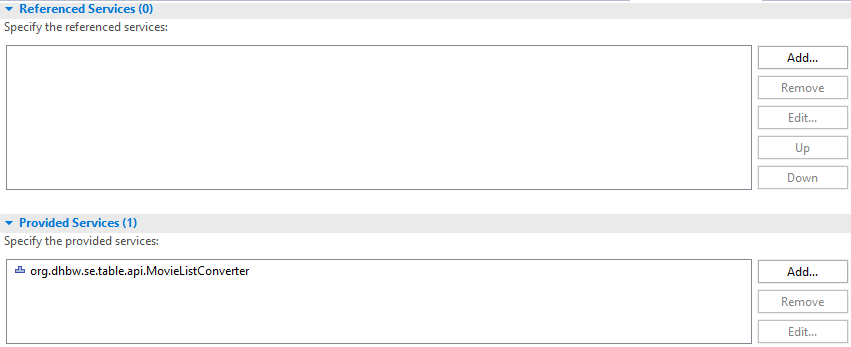 Referenced Services (0)
Specify the referenced services:
Add...
Remove
Edit...
Up
Down
Provided Services (1)
Specify the provided services:
org.dhbw.se.table.api.MovieListConverter
Add...
Remove
Edit...